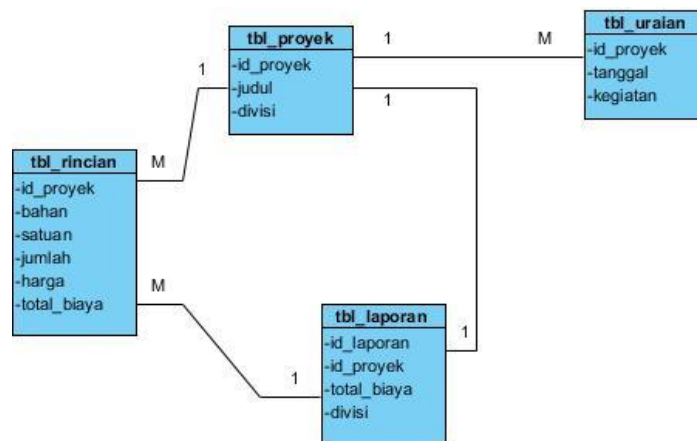 tbl_proyek
-id_proyek
-judul
-divisi
1
M
tbl_uraian
-id_proyek
-tanggal
-kegiatan
1
1
M
tbl_rincian
-id_proyek
-bahan
-satuan
-jumlah
-harga
-total_biaya
M
1
tbl_laporan
-id_laporan
-id_proyek
-total_biaya
-divisi
1